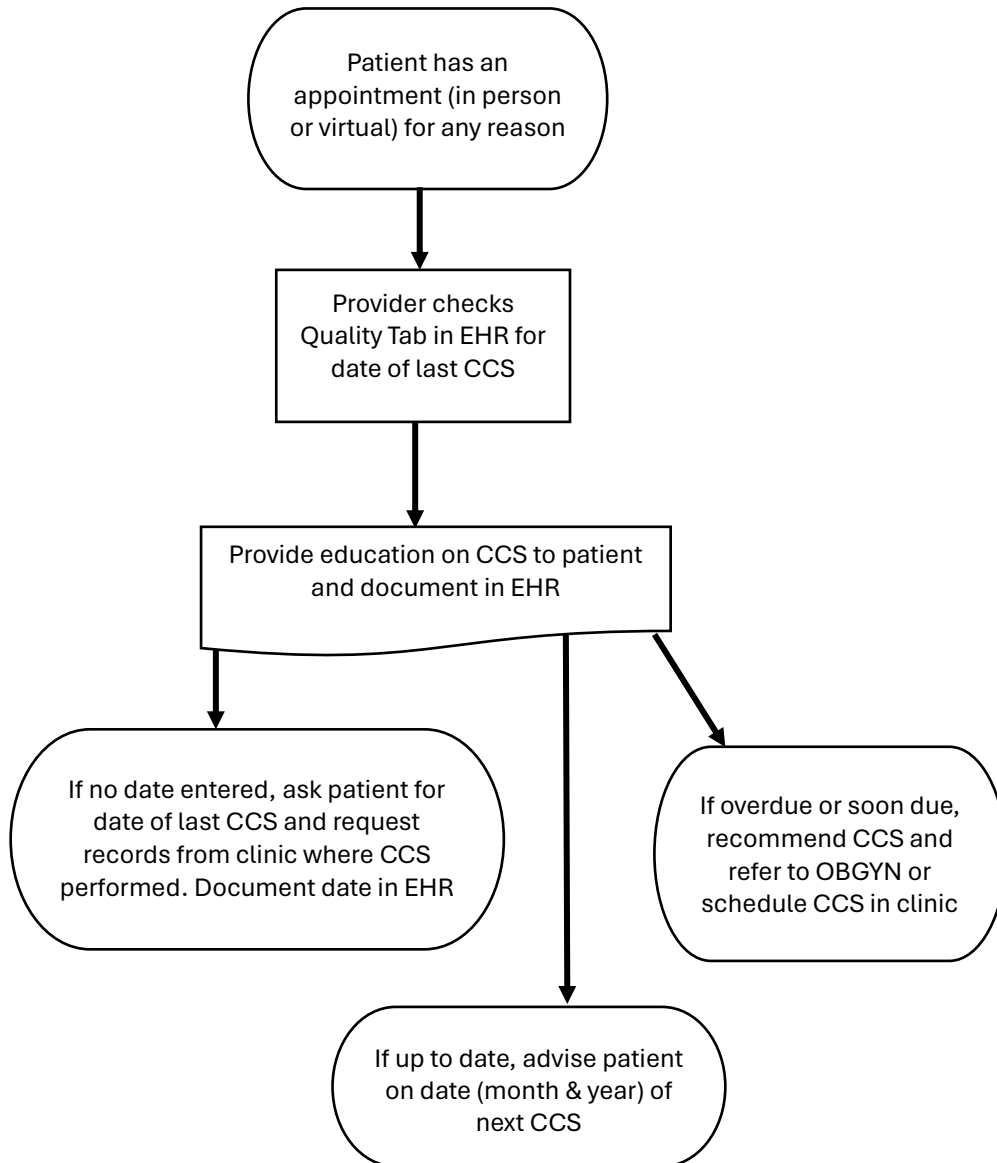 Patient has an
appointment (in person
or virtual) for any reason
Provider checks
Quality Tab in EHR for
date of last CCS
Provide education on CCS to patient
and document in EHR
If no date entered, ask patient for
date of last CCS and request
records from clinic where CCS
performed. Document date in EHR
If overdue or soon due,
recommend CCS and
refer to OBGYN or
schedule CCS in clinic
If up to date, advise patient
on date (month & year) of
next CCS